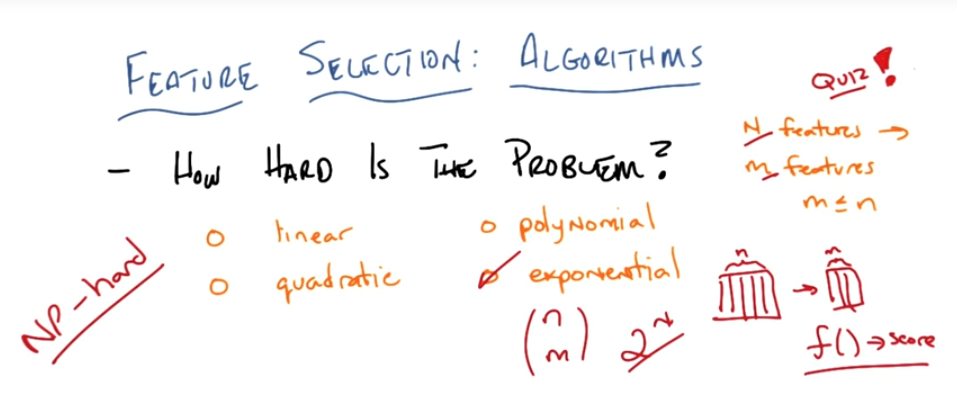 FEATURE SELECTION: ALGORITHMS
QUIZ!
N features →
m features
m ≤ n
- HOW HARD IS THE PROBLEM?
○ linear
○ polynomial
○ quadratic
○ exponential
NP-hard
(n m) 2^n
n → m
f() → score